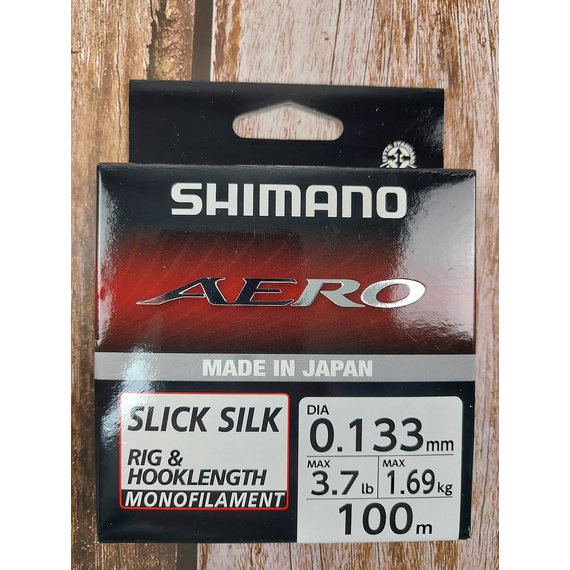 SHIMANO
AERO
MADE IN JAPAN
SLICK SILK
RIG &
HOOKLENGTH
MONOFILAMENT
DIA
0.133mm
MAX
3.7lb
MAX
1.69kg
100m